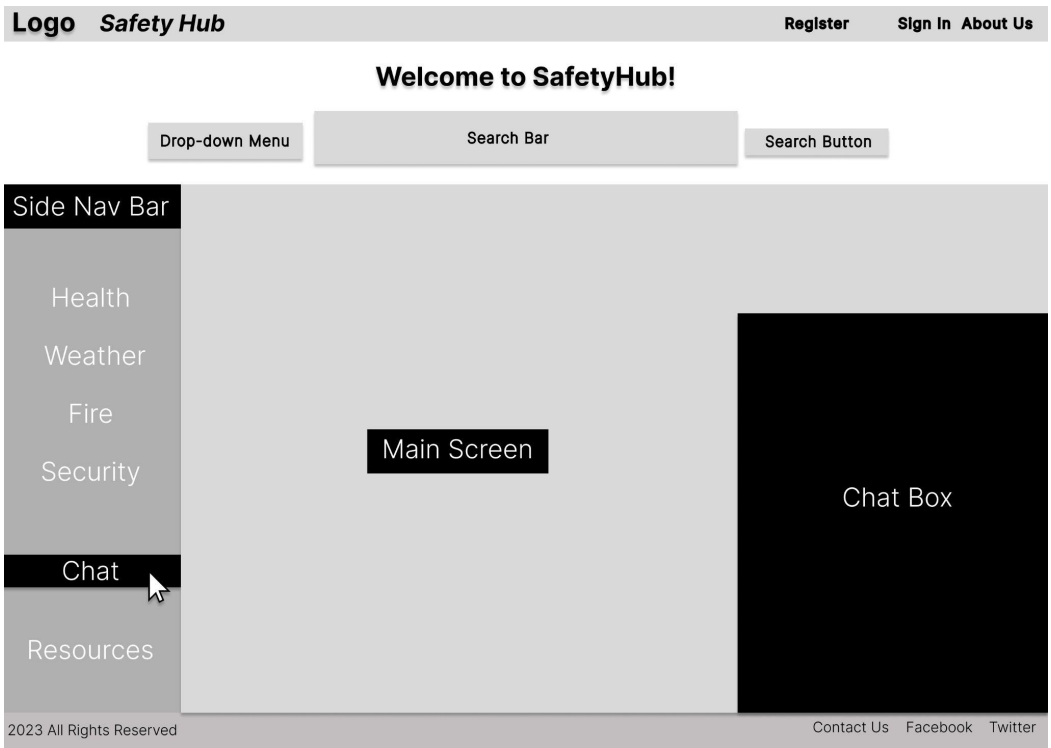 Logo Safety Hub Register Sign In About Us
Welcome to SafetyHub!
Drop-down Menu Search Bar Search Button
Side Nav Bar
Health
Weather
Fire
Security
Chat
Resources
Main Screen
Chat Box
2023 All Rights Reserved Contact Us Facebook Twitter